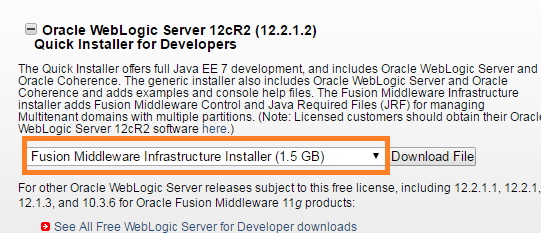 Oracle WebLogic Server 12cR2 (12.2.1.2)
Quick Installer for Developers
The Quick Installer offers full Java EE 7 development, and includes Oracle WebLogic Server and
Oracle Coherence. The generic installer also includes Oracle WebLogic Server and Oracle
Coherence and adds examples and console help files. The Fusion Middleware Infrastructure
installer adds Fusion Middleware Control and Java Required Files (JRF) for managing
Multitenant domains with multiple partitions. (Note: Licensed customers should obtain their Oracle
WebLogic Server 12cR2 software here.)
Fusion Middleware Infrastructure Installer (1.5 GB) Download File
For other Oracle WebLogic Server releases subject to this free license, including 12.2.1.1, 12.2.1,
12.1.3, and 10.3.6 for Oracle Fusion Middleware 11g products:
See All Free WebLogic Server for Developer downloads